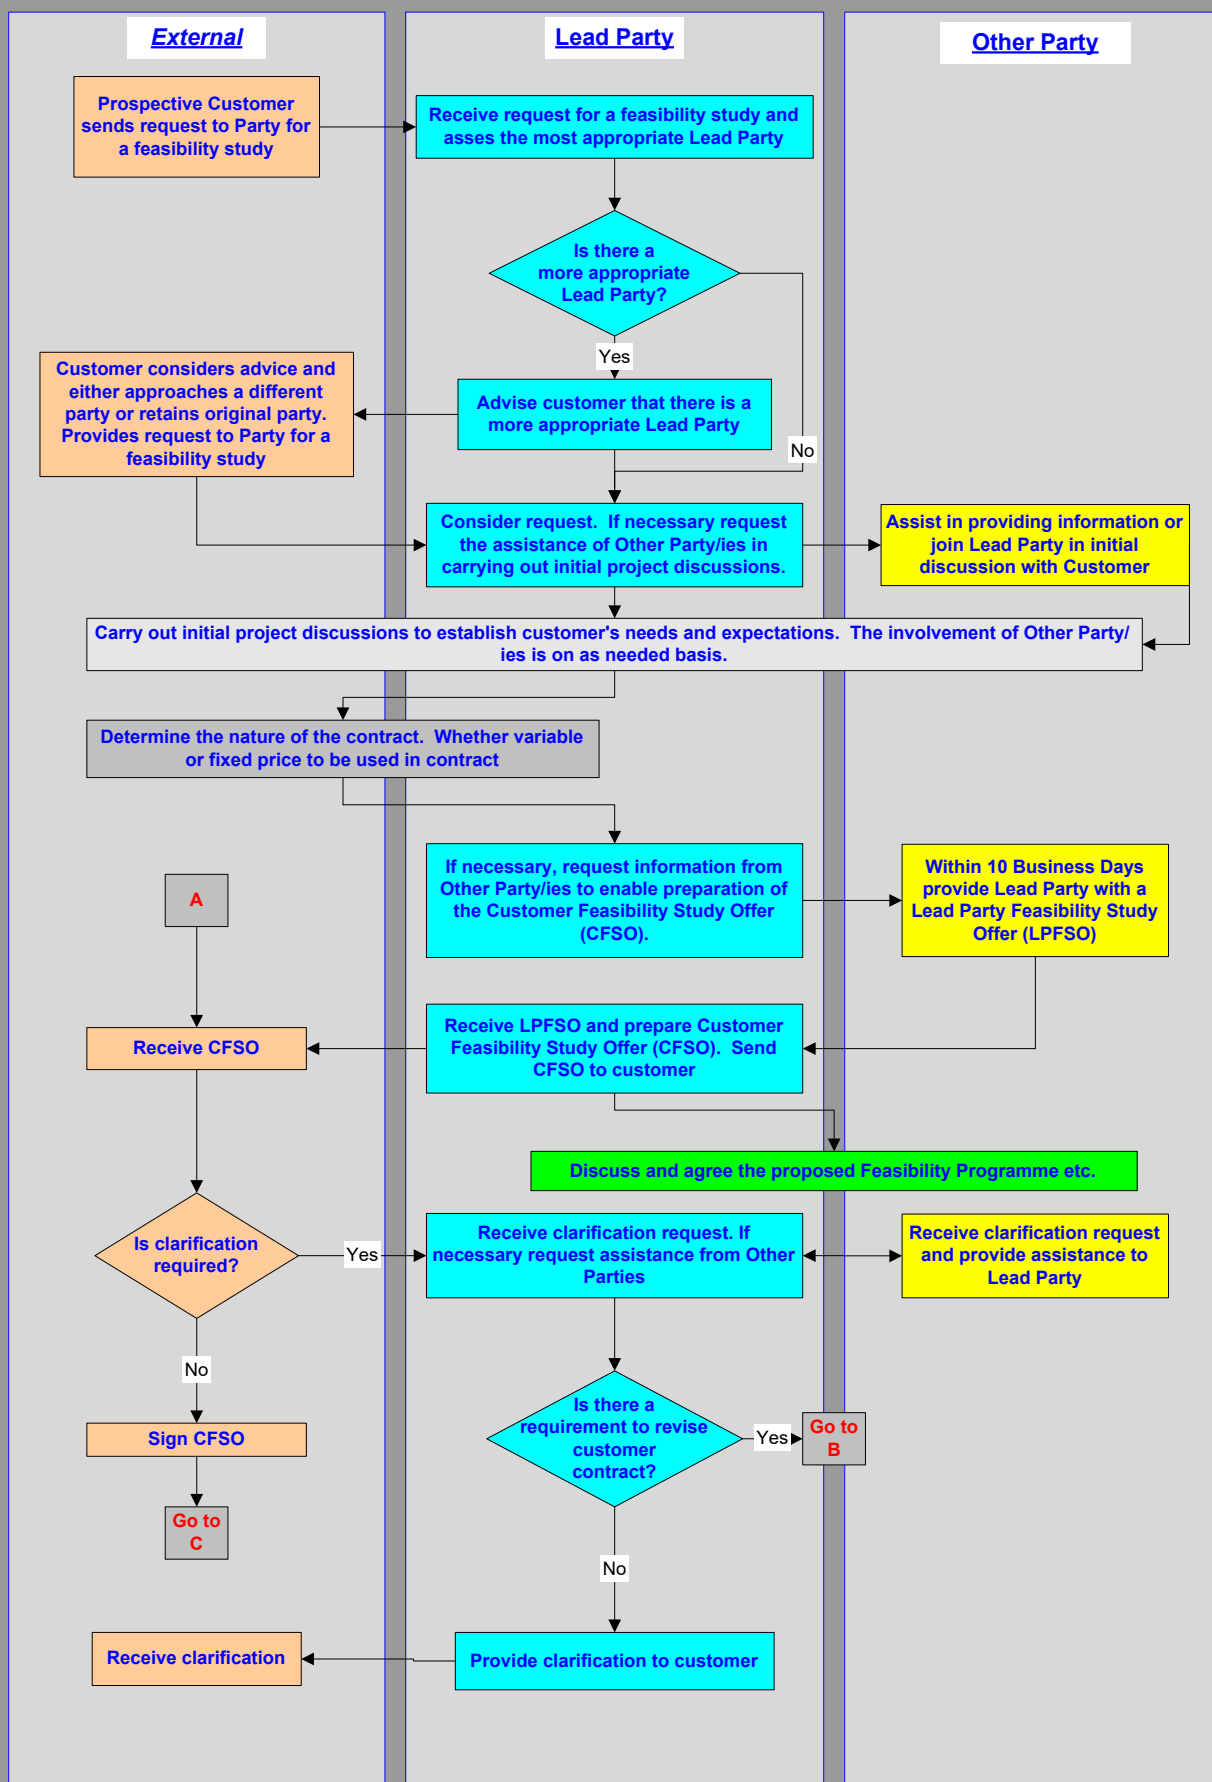 External
Lead Party
Other Party
Prospective Customer
sends request to Party for
a feasibility study
Receive request for a feasibility study and
asses the most appropriate Lead Party
Is there a
more appropriate
Lead Party?
Yes
No
Customer considers advice and
either approaches a different
party or retains original party.
Provides request to Party for a
feasibility study
Advise customer that there is a
more appropriate Lead Party
Consider request.  If necessary request
the assistance of Other Party/ies in
carrying out initial project discussions.
Assist in providing information or
join Lead Party in initial
discussion with Customer
Carry out initial project discussions to establish customer's needs and expectations.  The involvement of Other Party/
ies is on as needed basis.
Determine the nature of the contract.  Whether variable
or fixed price to be used in contract
If necessary, request information from
Other Party/ies to enable preparation of
the Customer Feasibility Study Offer
(CFSO).
Within 10 Business Days
provide Lead Party with a
Lead Party Feasibility Study
Offer (LPFSO)
A
Receive CFSO
Receive LPFSO and prepare Customer
Feasibility Study Offer (CFSO).  Send
CFSO to customer
Discuss and agree the proposed Feasibility Programme etc.
Is clarification
required?
Yes
Receive clarification request. If
necessary request assistance from Other
Parties
Receive clarification request
and provide assistance to
Lead Party
No
Sign CFSO
Go to
C
Is there a
requirement to revise
customer
contract?
Yes
Go to
B
No
Receive clarification
Provide clarification to customer